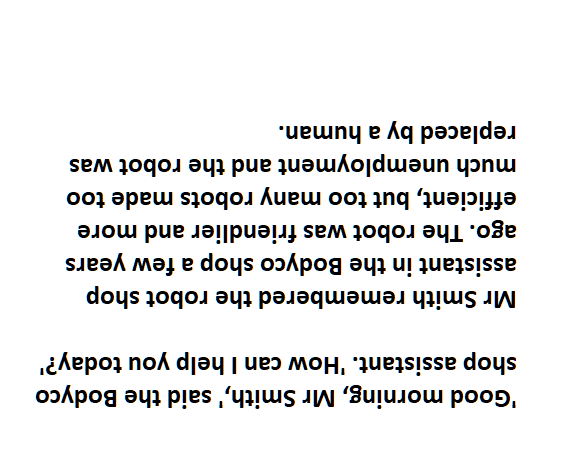 'Good morning, Mr Smith,' said the Bodyco
shop assistant. 'How can I help you today?'
Mr Smith remembered the robot shop
assistant in the Bodyco shop a few years
ago. The robot was friendlier and more
efficient, but too many robots made too
much unemployment and the robot was
replaced by a human.